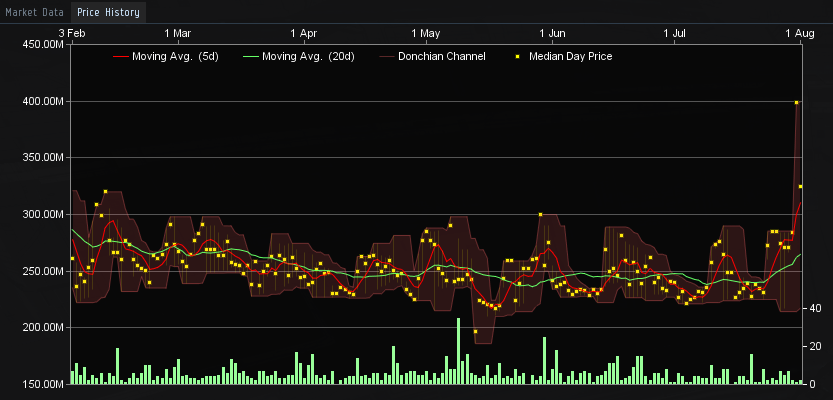 Market Data Price History
3 Feb 1 Mar 1 Apr 1 May 1 Jun 1 Jul 1 Aug
450.00M
Moving Avg. (5d) Moving Avg. (20d) Donchian Channel Median Day Price
400.00M
350.00M
300.00M
250.00M
40
200.00M
20
150.00M 0